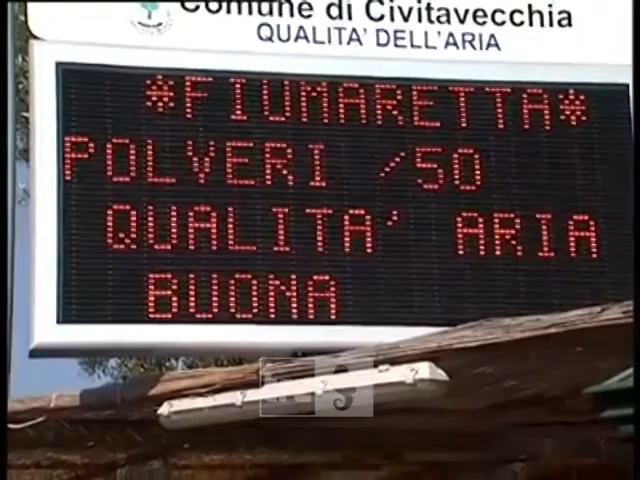 Comune di Civitavecchia
QUALITA' DELL'ARIA
*FIUMARETTA*
POLVERI /50
QUALITA' ARIA
BUONA